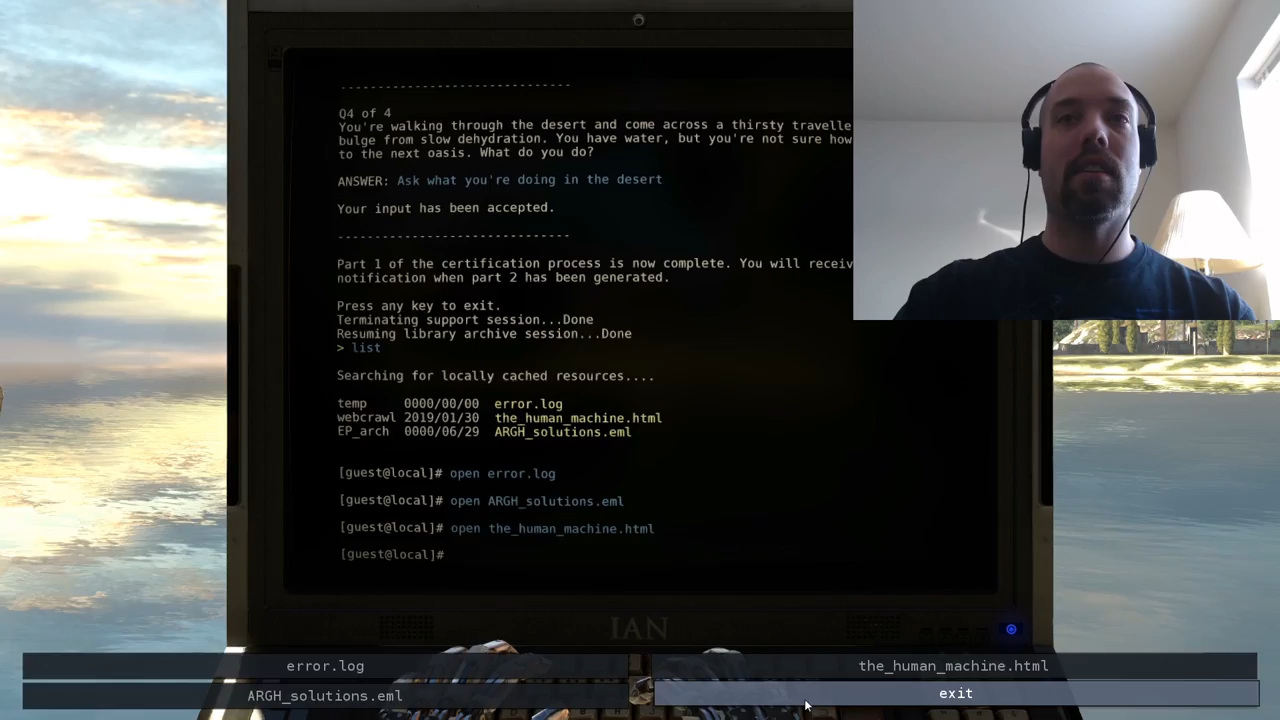 Q4 of 4
You're walking through the desert and come across a thirsty travelle
bulge from slow dehydration. You have water, but you're not sure how
to the next oasis. What do you do?
ANSWER: Ask what you're doing in the desert
Your input has been accepted.
Part 1 of the certification process is now complete. You will receiv
notification when part 2 has been generated.
Press any key to exit.
Terminating support session...Done
Resuming library archive session...Done
> list
Searching for locally cached resources....
temp 0000/00/00 error.log
webcrawl 2019/01/30 the_human_machine.html
EP_arch 0000/06/29 ARGH_solutions.eml
[guest@local]# open error.log
[guest@local]# open ARGH_solutions.eml
[guest@local]# open the_human_machine.html
[guest@local]#
IAN
error.log
the_human_machine.html
ARGH_solutions.eml
exit